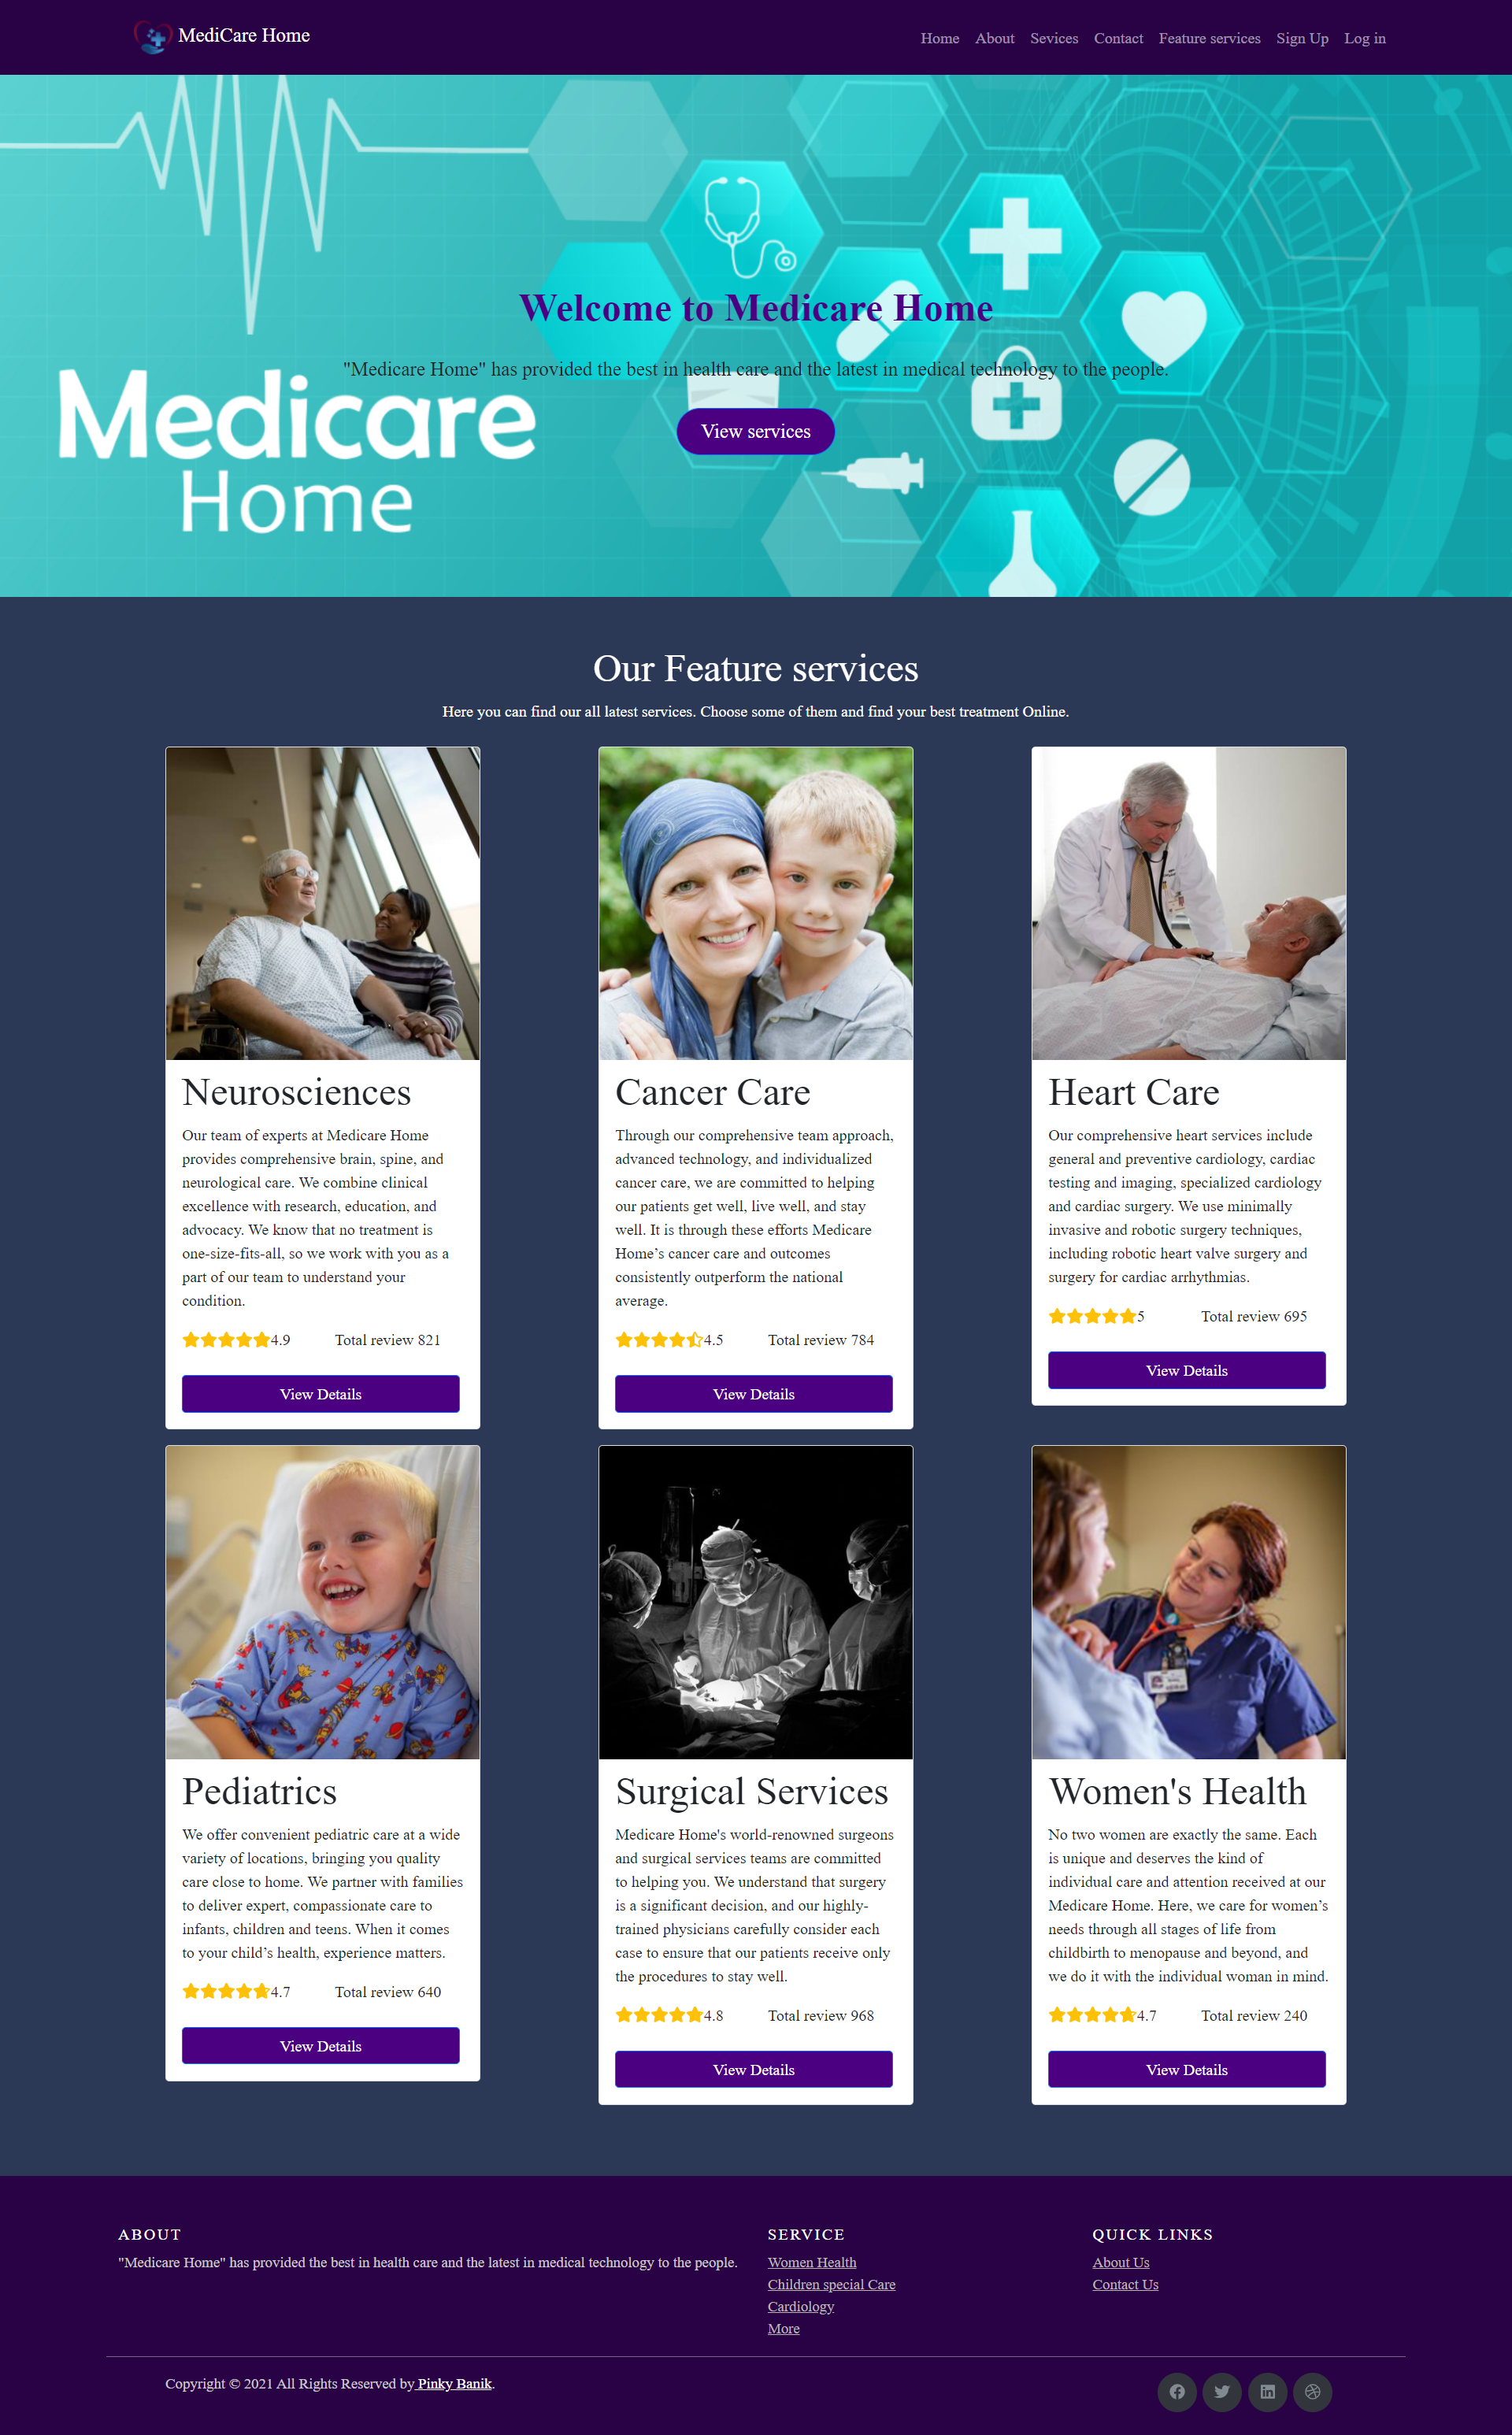 MediCare Home
Home About Sevices Contact Feature services Sign Up Log in
Welcome to Medicare Home
"Medicare Home" has provided the best in health care and the latest in medical technology to the people.
View services
Medicare
Home
Our Feature services
Here you can find our all latest services. Choose some of them and find your best treatment Online.
Neurosciences
Our team of experts at Medicare Home
provides comprehensive brain, spine, and
neurological care. We combine clinical
excellence with research, education, and
advocacy. We know that no treatment is
one-size-fits-all, so we work with you as a
part of our team to understand your
condition.
4.9 Total review 821
View Details
Cancer Care
Through our comprehensive team approach,
advanced technology, and individualized
cancer care, we are committed to helping
our patients get well, live well, and stay
well. It is through these efforts Medicare
Home’s cancer care and outcomes
consistently outperform the national
average.
4.5 Total review 784
View Details
Heart Care
Our comprehensive heart services include
general and preventive cardiology, cardiac
testing and imaging, specialized cardiology
and cardiac surgery. We use minimally
invasive and robotic surgery techniques,
including robotic heart valve surgery and
surgery for cardiac arrhythmias.
5 Total review 695
View Details
Pediatrics
We offer convenient pediatric care at a wide
variety of locations, bringing you quality
care close to home. We partner with families
to deliver expert, compassionate care to
infants, children and teens. When it comes
to your child’s health, experience matters.
4.7 Total review 640
View Details
Surgical Services
Medicare Home's world-renowned surgeons
and surgical services teams are committed
to helping you. We understand that surgery
is a significant decision, and our highly-
trained physicians carefully consider each
case to ensure that our patients receive only
the procedures to stay well.
4.8 Total review 968
View Details
Women's Health
No two women are exactly the same. Each
is unique and deserves the kind of
individual care and attention received at our
Medicare Home. Here, we care for women’s
needs through all stages of life from
childbirth to menopause and beyond, and
we do it with the individual woman in mind.
4.7 Total review 240
View Details
ABOUT
"Medicare Home" has provided the best in health care and the latest in medical technology to the people.
SERVICE
Women Health
Children special Care
Cardiology
More
QUICK LINKS
About Us
Contact Us
Copyright © 2021 All Rights Reserved by Pinky Banik.